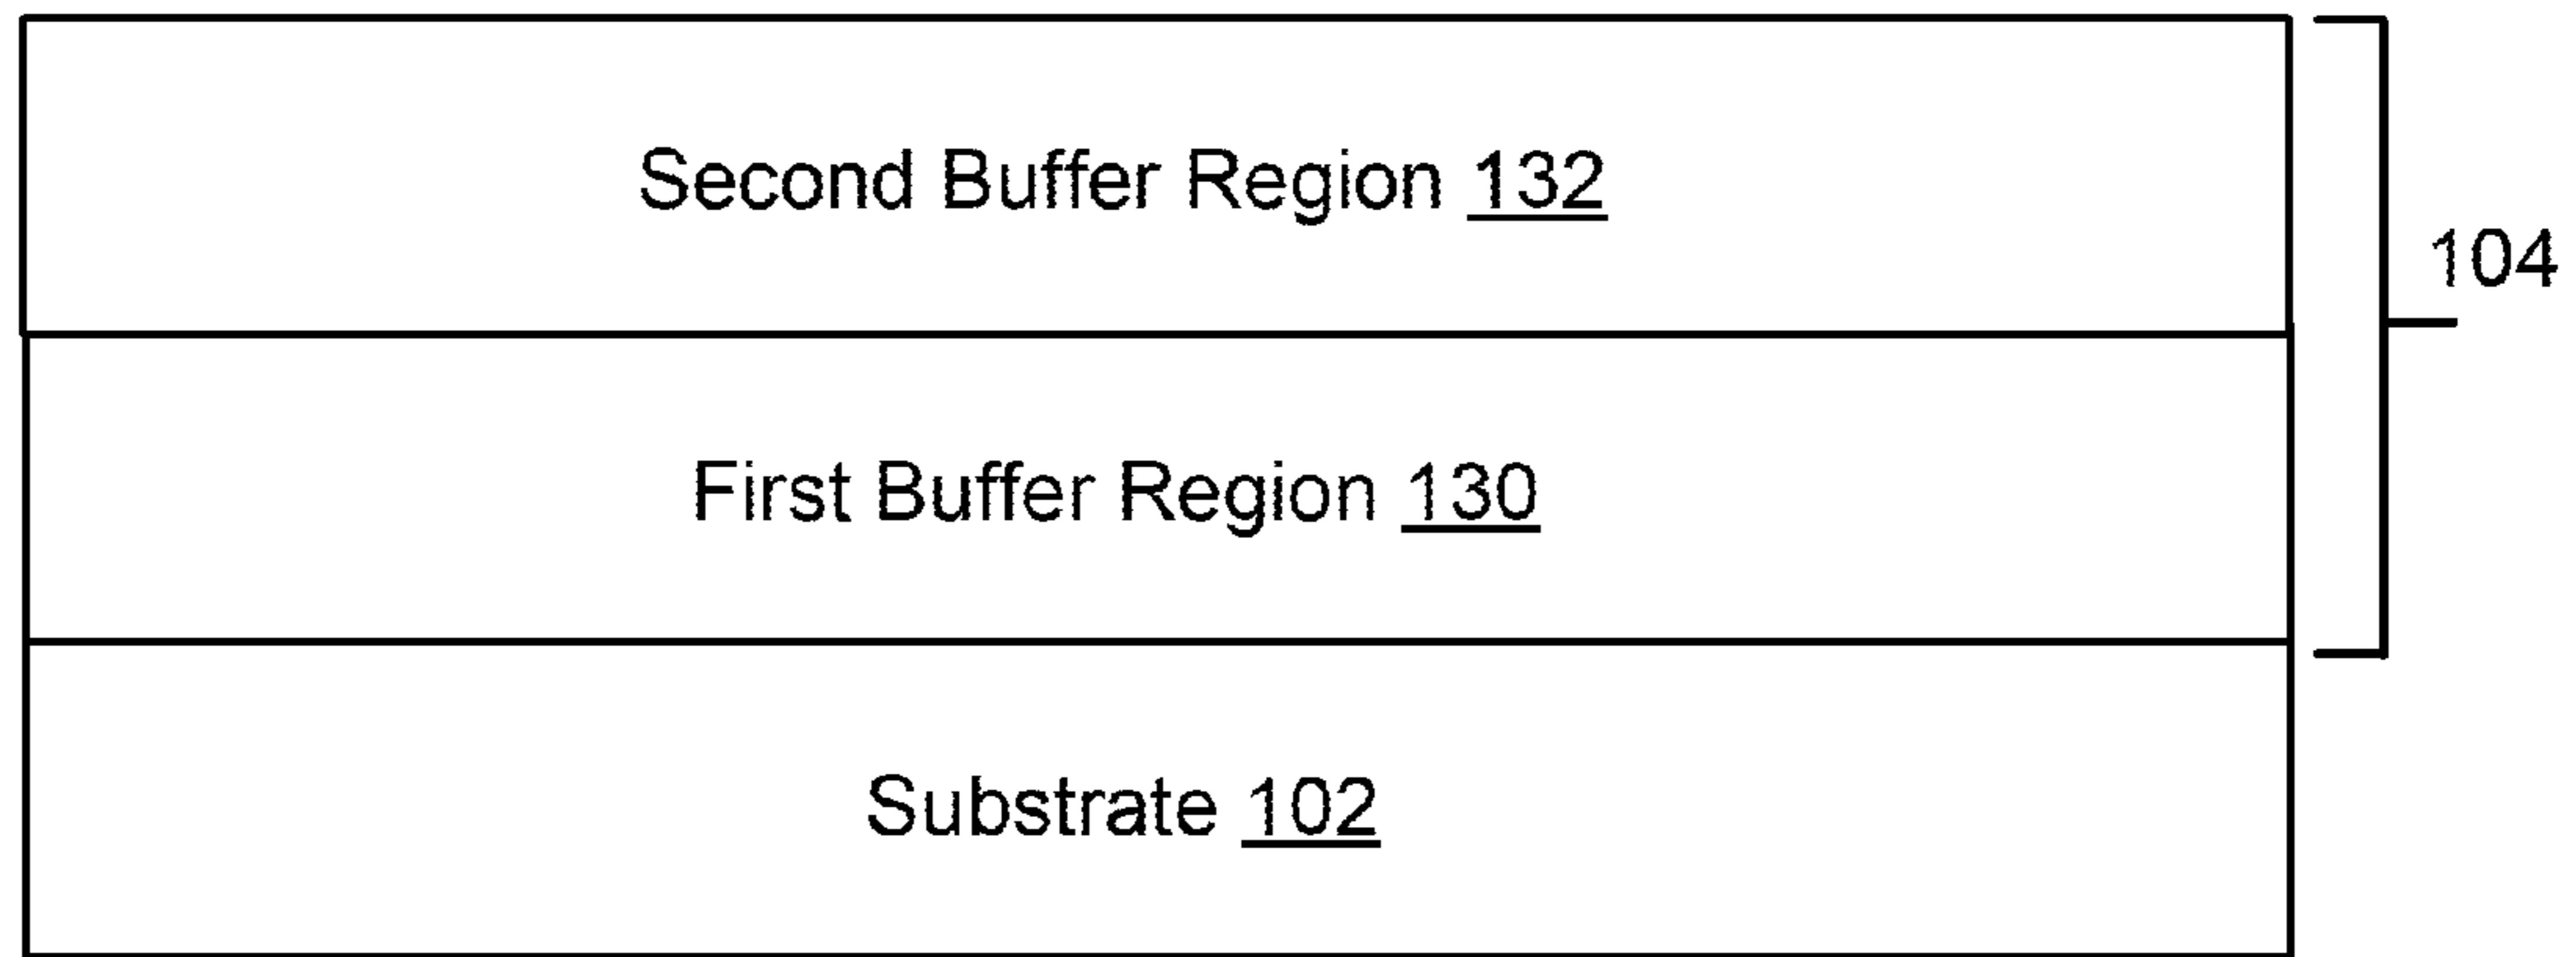 Second Buffer Region 132
104
First Buffer Region 130
Substrate 102